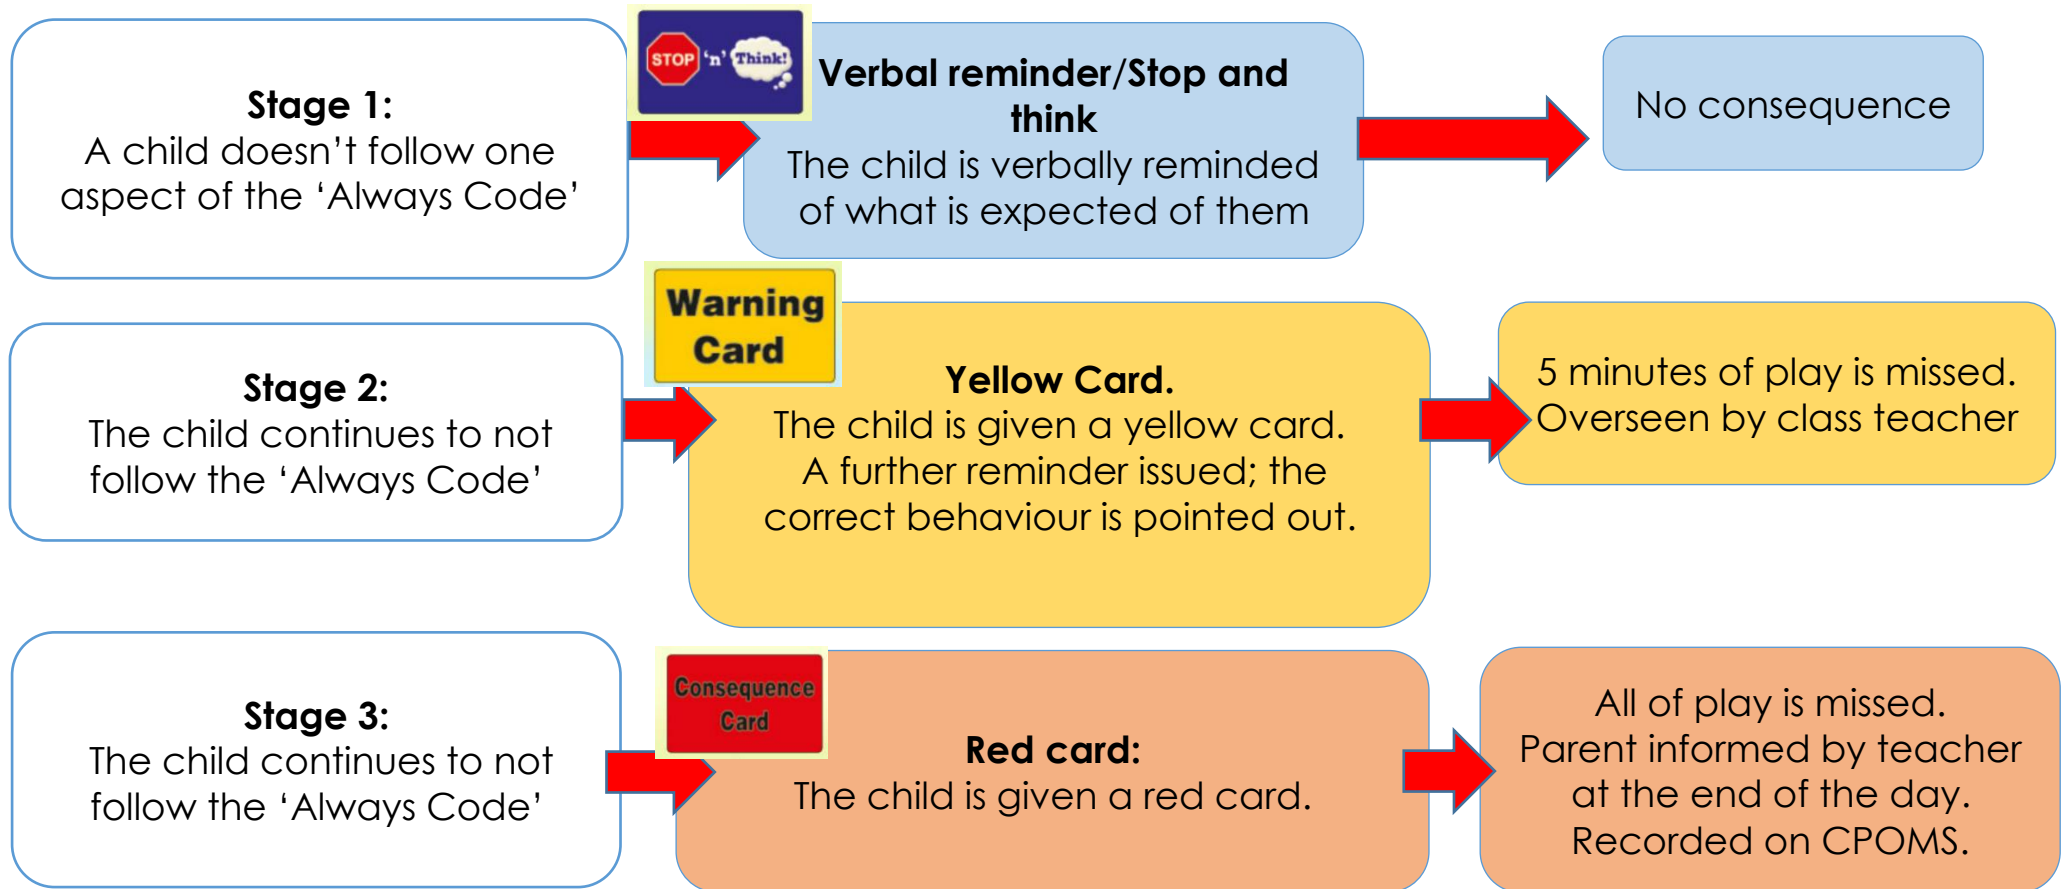 Stage 1:
A child doesn’t follow one
aspect of the ‘Always Code’
STOP ‘n’ Think!
Verbal reminder/Stop and
think
The child is verbally reminded
of what is expected of them
No consequence
Stage 2:
The child continues to not
follow the ‘Always Code’
Warning
Card
Yellow Card.
The child is given a yellow card.
A further reminder issued; the
correct behaviour is pointed out.
5 minutes of play is missed.
Overseen by class teacher
Stage 3:
The child continues to not
follow the ‘Always Code’
Consequence
Card
Red card:
The child is given a red card.
All of play is missed.
Parent informed by teacher
at the end of the day.
Recorded on CPOMS.